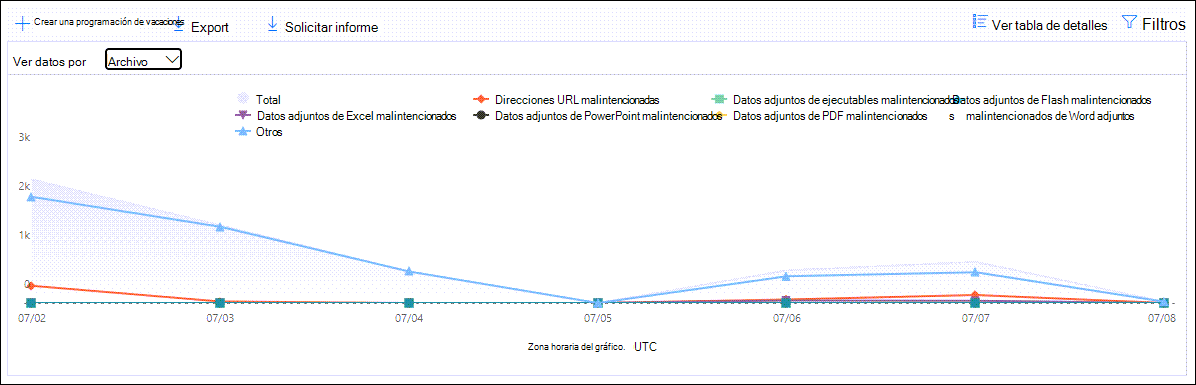 Crear una programación de vacaciones Export Solicitar informe Ver tabla de detalles Filtros
Ver datos por Archivo
Total Direcciones URL malintencionadas Datos adjuntos de ejecutables malintencionados Datos adjuntos de Flash malintencionados
Datos adjuntos de Excel malintencionados Datos adjuntos de PowerPoint malintencionados Datos adjuntos de PDF malintencionados s malintencionados de Word adjuntos
Otros
3k
2k
1k
0
07/02 07/03 07/04 07/05 07/06 07/07 07/08
Zona horaria del gráfico. UTC